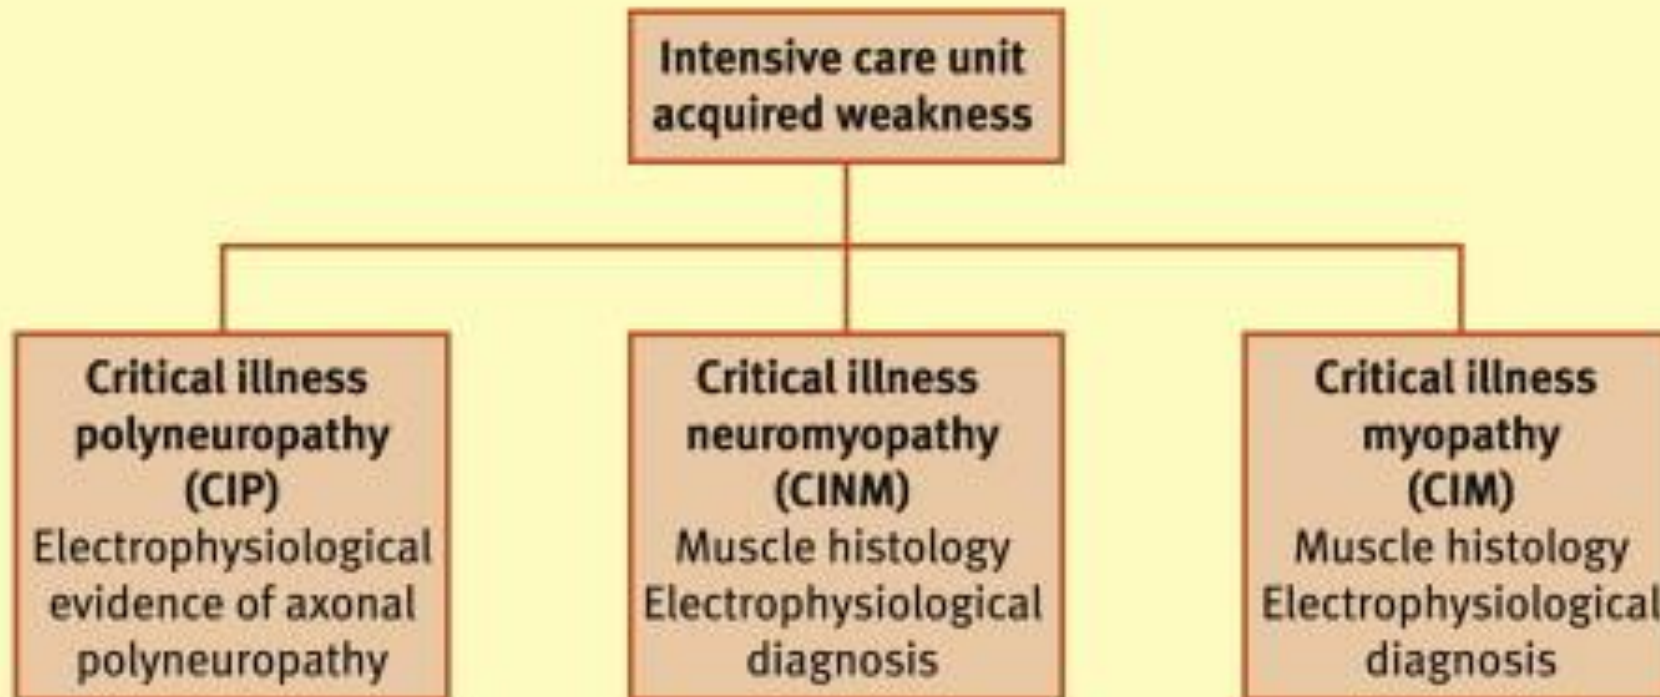 Intensive care unit
acquired weakness
Critical illness
polyneuropathy
(CIP)
Electrophysiological
evidence of axonal
polyneuropathy
Critical illness
neuromyopathy
(CINM)
Muscle histology
Electrophysiological
diagnosis
Critical illness
myopathy
(CIM)
Muscle histology
Electrophysiological
diagnosis